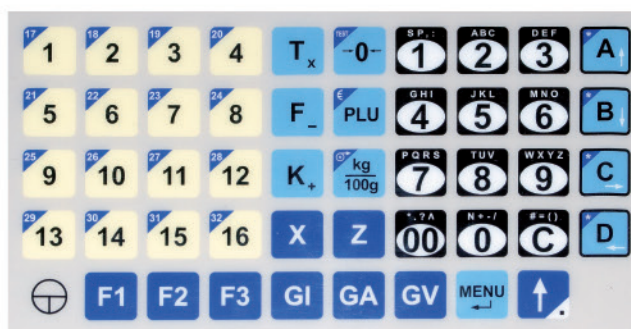 17 18 19 20 TEST SP,: ABC DEF *
1 2 3 4 Tx →0← 1 2 3 A↑
21 22 23 24 € GHI JKL MNO *
5 6 7 8 F– PLU 4 5 6 B↓
25 26 27 28 PQRS TUV WXYZ *
9 10 11 12 K+ kg/100g 7 8 9 C→
29 30 31 32 *.?Λ N+-/ #=() *
13 14 15 16 X Z 00 0 C D←
F1 F2 F3 GI GA GV MENU ↵ ↑